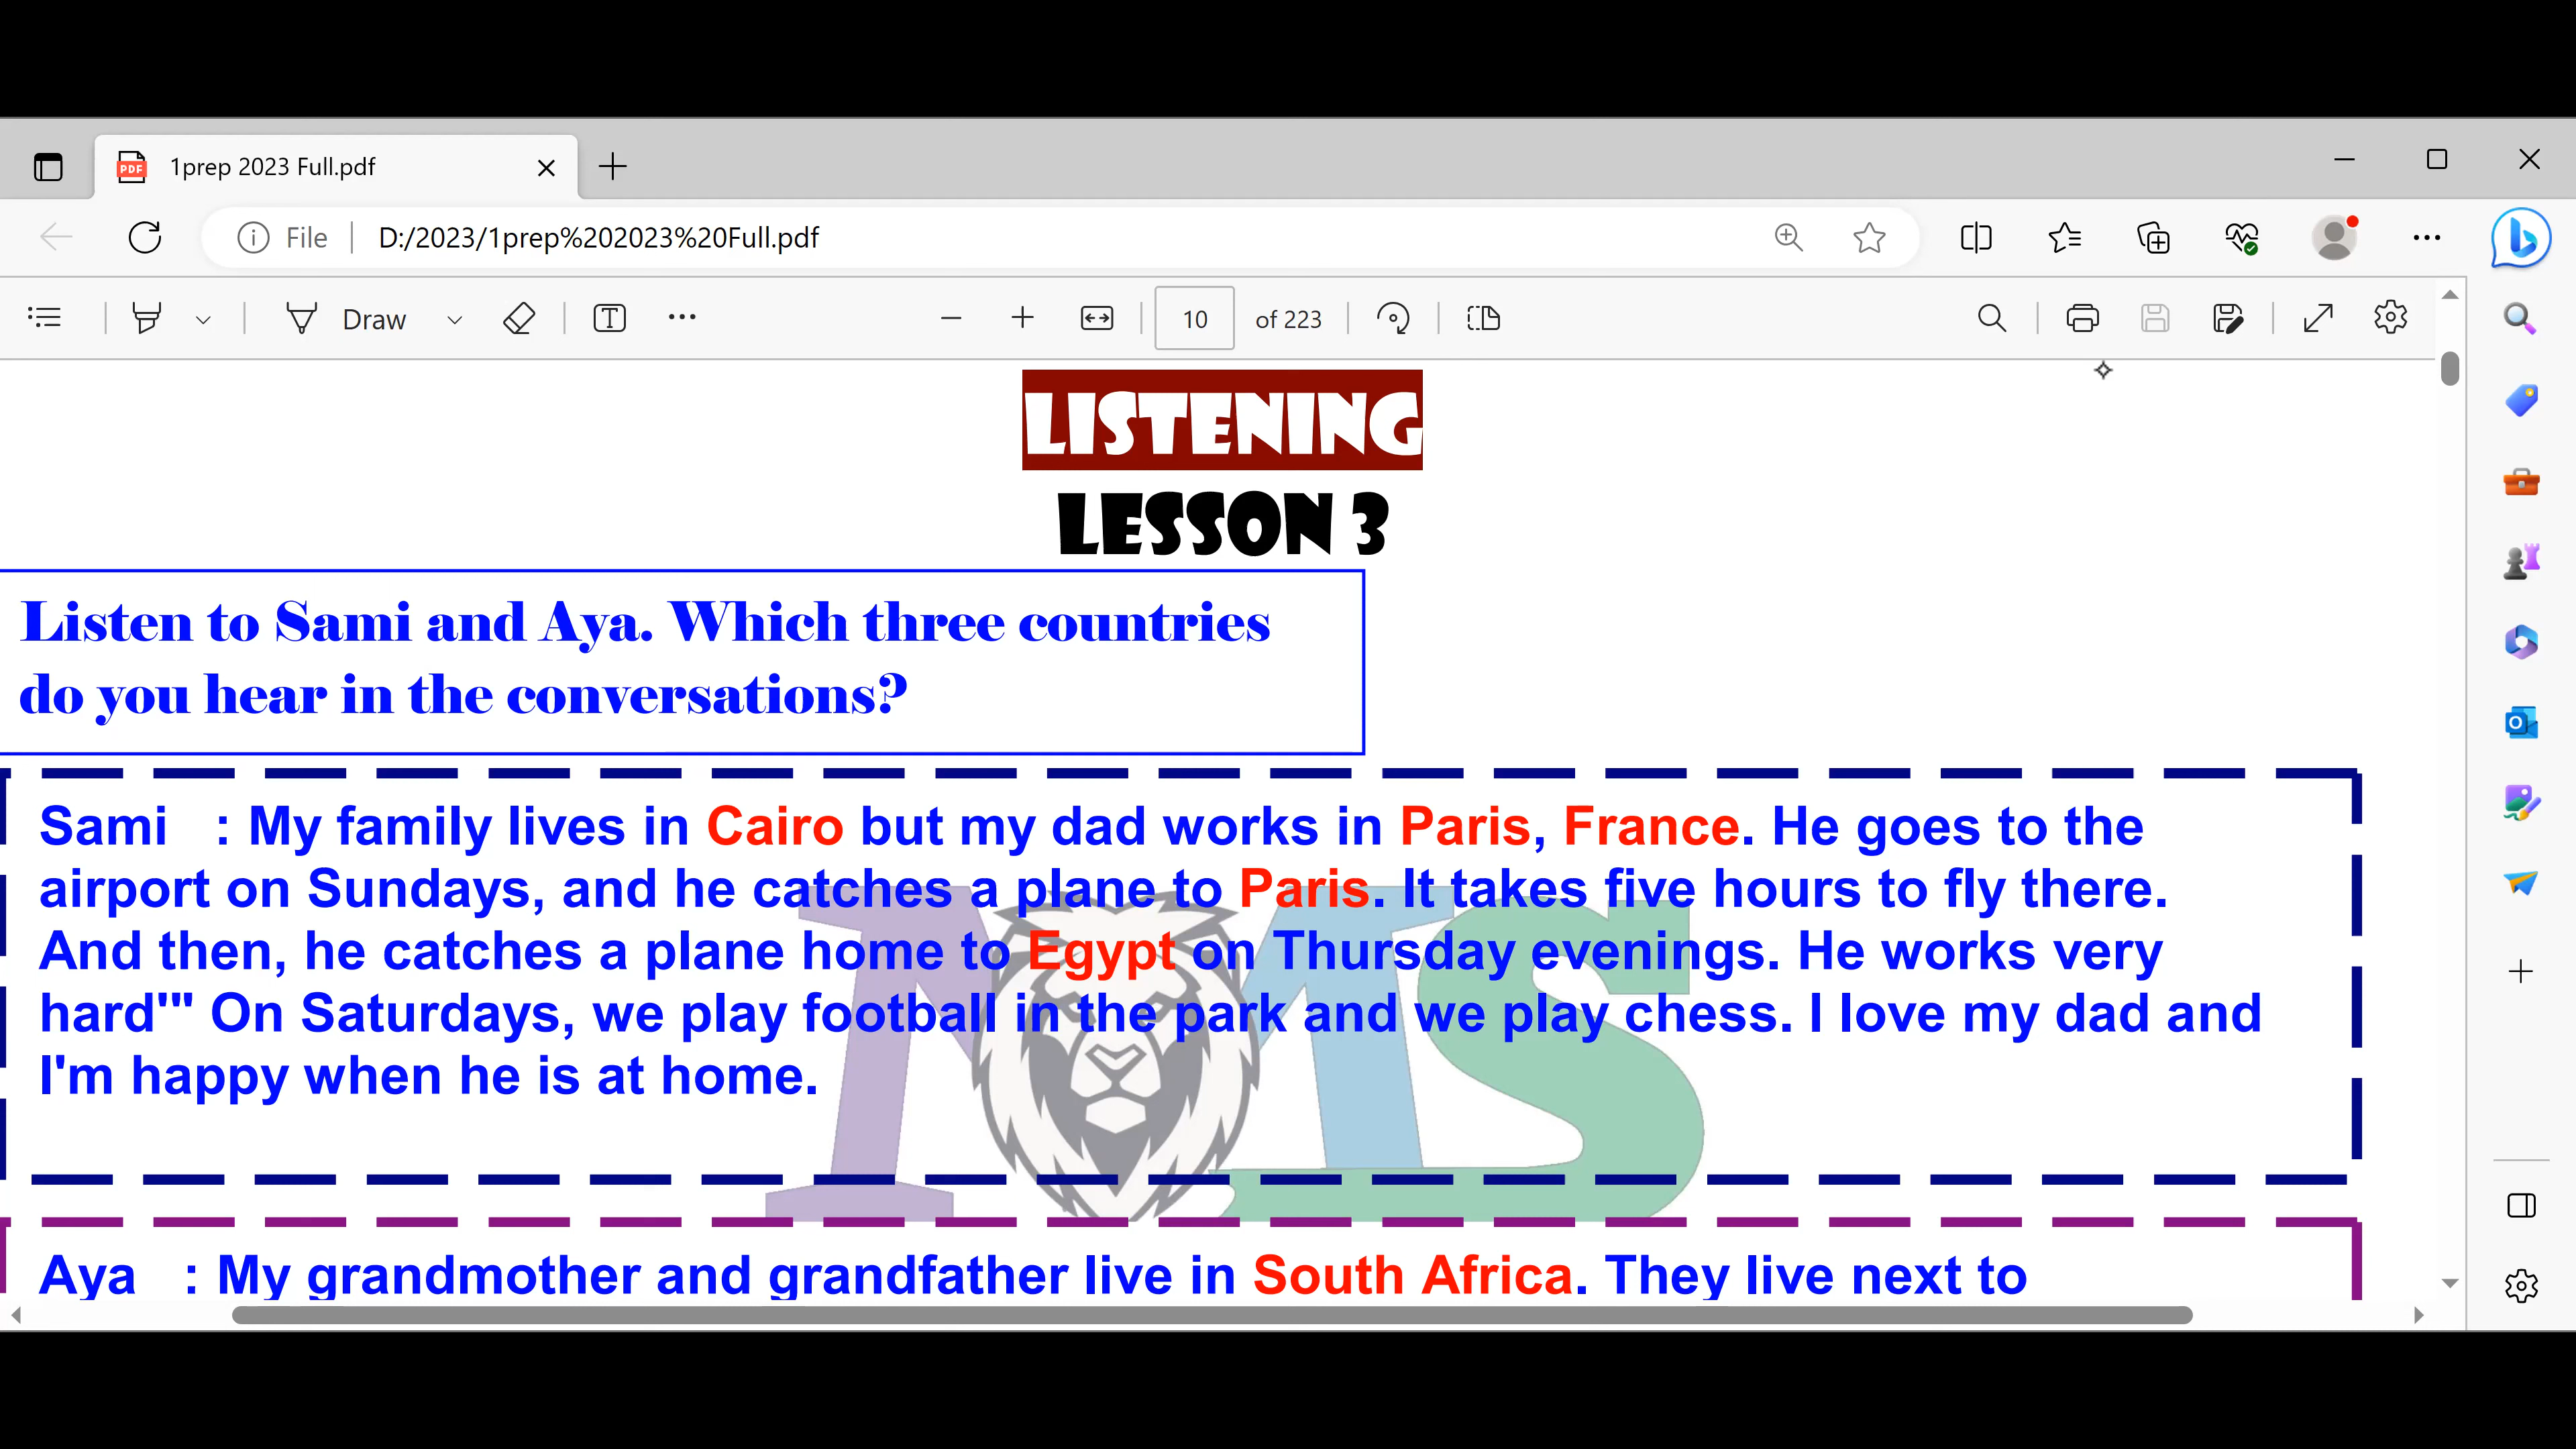 1prep 2023 Full.pdf
File D:/2023/1prep%202023%20Full.pdf
Draw 10 of 223
LISTENING
LESSON 3
Listen to Sami and Aya. Which three countries
do you hear in the conversations?
Sami : My family lives in Cairo but my dad works in Paris, France. He goes to the
airport on Sundays, and he catches a plane to Paris. It takes five hours to fly there.
And then, he catches a plane home to Egypt on Thursday evenings. He works very
hard'" On Saturdays, we play football in the park and we play chess. I love my dad and
I'm happy when he is at home.
MS
Aya : My grandmother and grandfather live in South Africa. They live next to